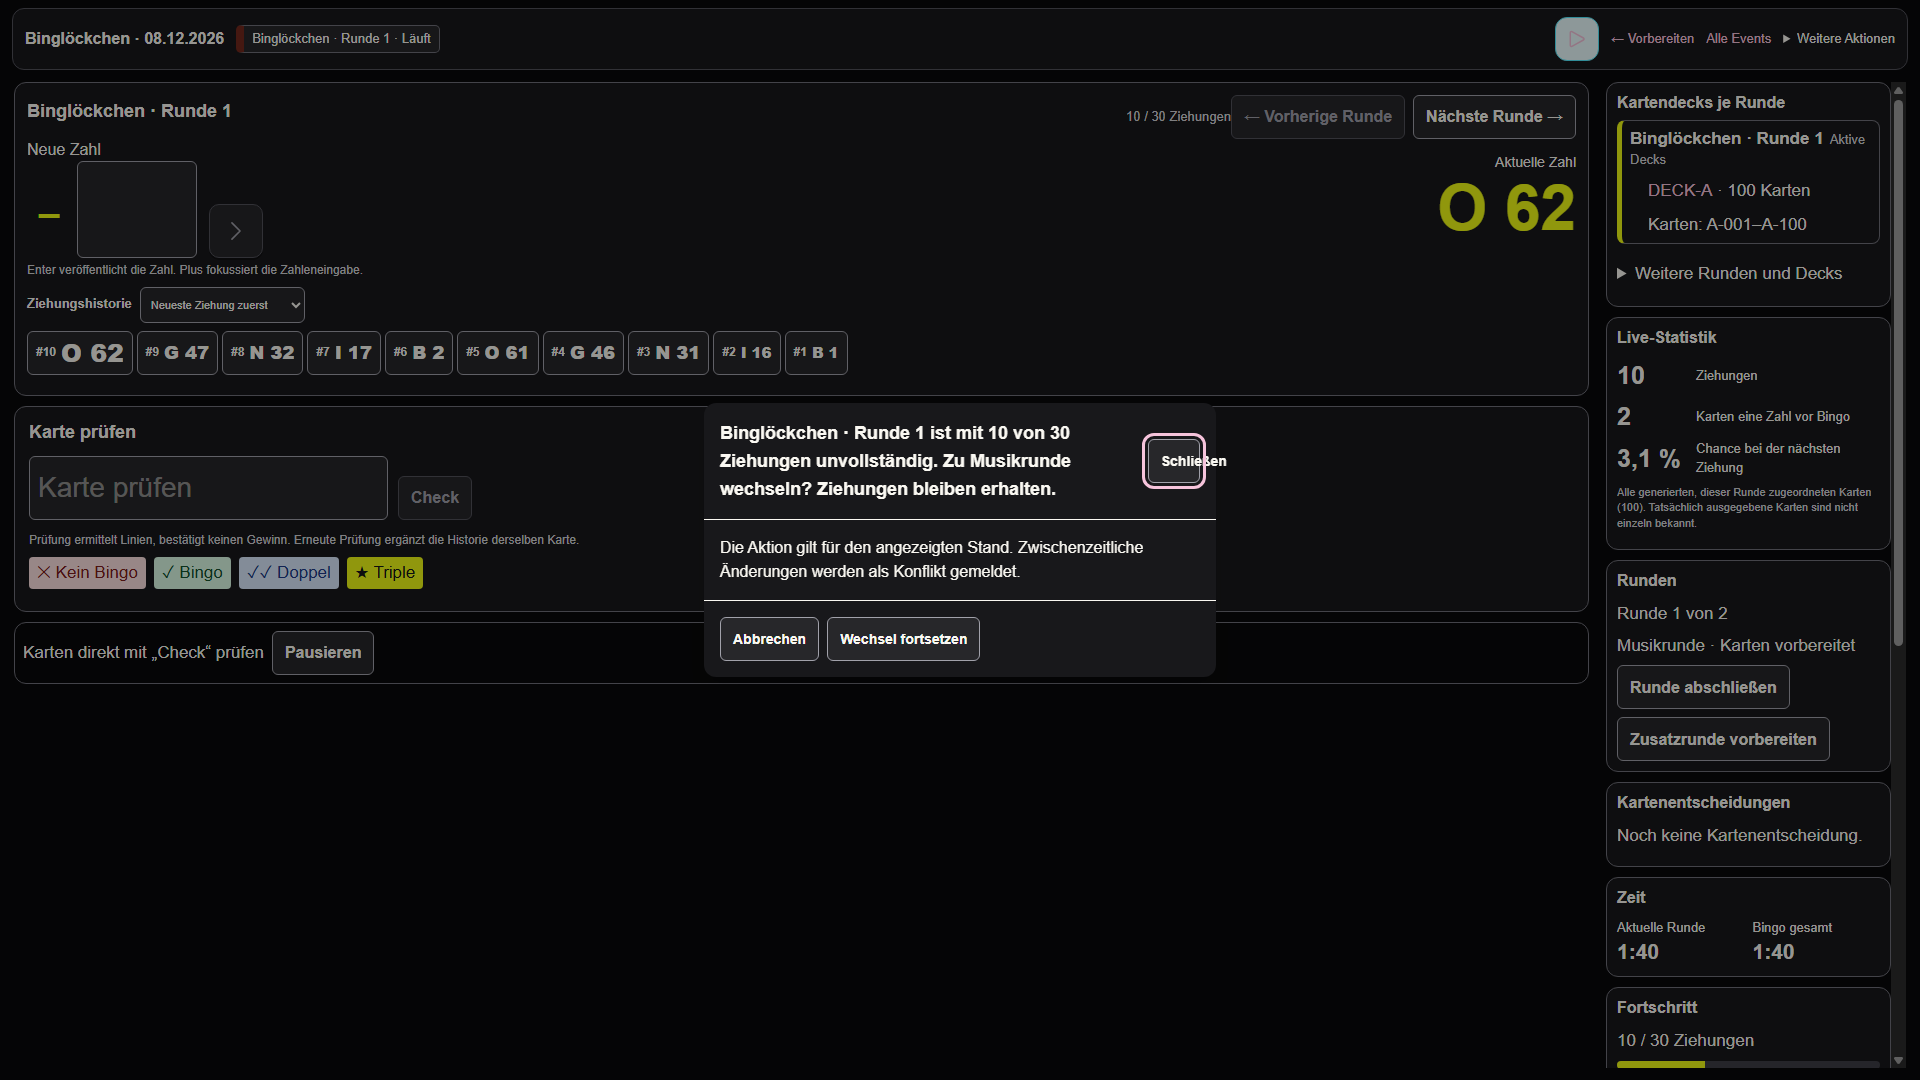 Binglöckchen · 08.12.2026
Binglöckchen · Runde 1 · Läuft
← Vorbereiten
Alle Events
▶ Weitere Aktionen
Binglöckchen · Runde 1
10 / 30 Ziehungen
← Vorherige Runde
Nächste Runde →
Neue Zahl
–
Aktuelle Zahl
O 62
Enter veröffentlicht die Zahl. Plus fokussiert die Zahleneingabe.
Ziehungshistorie
Neueste Ziehung zuerst
#10 O 62
#9 G 47
#8 N 32
#7 I 17
#6 B 2
#5 O 61
#4 G 46
#3 N 31
#2 I 16
#1 B 1
Karte prüfen
Karte prüfen
Check
Prüfung ermittelt Linien, bestätigt keinen Gewinn. Erneute Prüfung ergänzt die Historie derselben Karte.
✕ Kein Bingo
✓ Bingo
✓✓ Doppel
★ Triple
Karten direkt mit „Check“ prüfen
Pausieren
Binglöckchen · Runde 1 ist mit 10 von 30
Ziehungen unvollständig. Zu Musikrunde
wechseln? Ziehungen bleiben erhalten.
Schließen
Die Aktion gilt für den angezeigten Stand. Zwischenzeitliche
Änderungen werden als Konflikt gemeldet.
Abbrechen
Wechsel fortsetzen
Kartendecks je Runde
Binglöckchen · Runde 1 Aktive
Decks
DECK-A · 100 Karten
Karten: A-001–A-100
▶ Weitere Runden und Decks
Live-Statistik
10 Ziehungen
2 Karten eine Zahl vor Bingo
3,1 % Chance bei der nächsten
Ziehung
Alle generierten, dieser Runde zugeordneten Karten
(100). Tatsächlich ausgegebene Karten sind nicht
einzeln bekannt.
Runden
Runde 1 von 2
Musikrunde · Karten vorbereitet
Runde abschließen
Zusatzrunde vorbereiten
Kartenentscheidungen
Noch keine Kartenentscheidung.
Zeit
Aktuelle Runde
Bingo gesamt
1:40
1:40
Fortschritt
10 / 30 Ziehungen